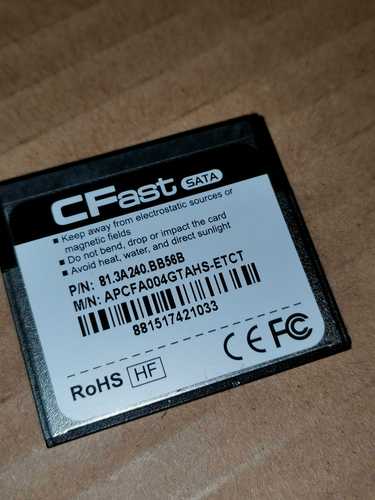 CFast SATA
■ Keep away from electrostatic sources or
magnetic fields
■ Do not bend, drop or impact the card
■ Avoid heat, water, and direct sunlight
P/N: 81.3A240.BB56B
M/N: APCFA004GTAHS-ETCT
881517421033
RoHS HF CE FC